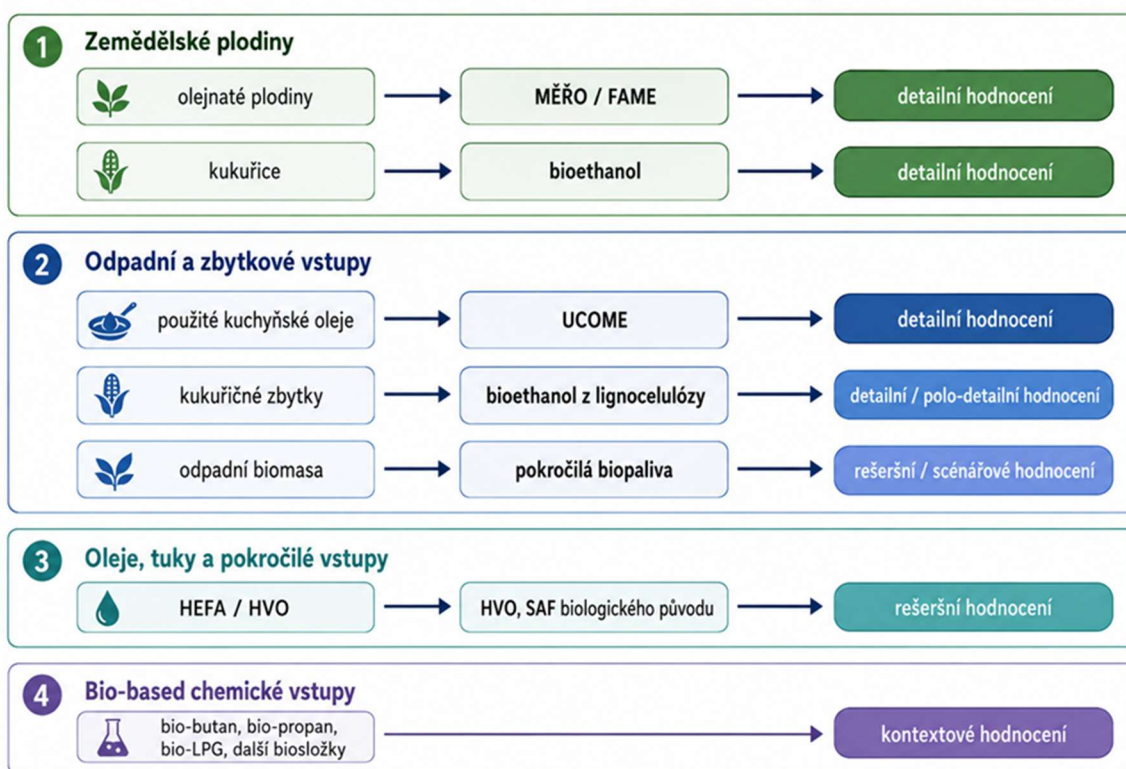 1 Zemědělské plodiny
olejnaté plodiny MĚŘO / FAME detailní hodnocení
kukuřice bioethanol detailní hodnocení
2 Odpadní a zbytkové vstupy
použité kuchyňské oleje UCOME detailní hodnocení
kukuřičné zbytky bioethanol z lignocelulózy detailní / polo-detailní hodnocení
odpadní biomasa pokročilá biopaliva rešeršní / scénářové hodnocení
3 Oleje, tuky a pokročilé vstupy
HEFA / HVO HVO, SAF biologického původu rešeršní hodnocení
4 Bio-based chemické vstupy
bio-butan, bio-propan,
bio-LPG, další biosložky kontextové hodnocení